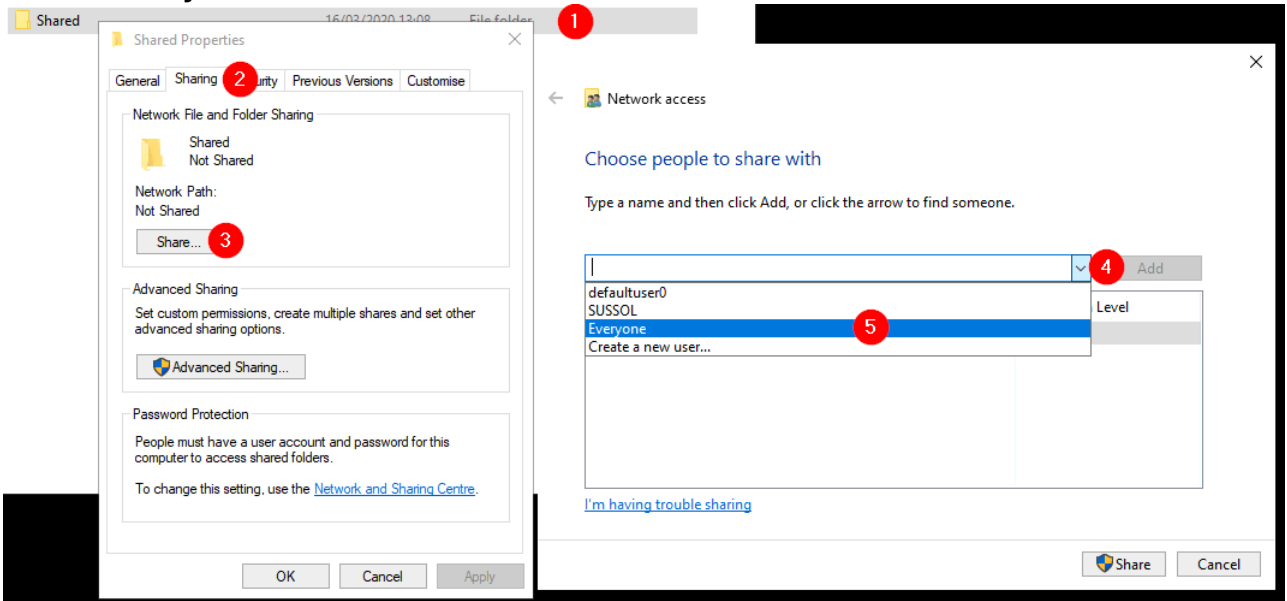 Shared 16/03/2020 13:08 File folder 1
Shared Properties
General Sharing 2 Previous Versions Customise
Network File and Folder Sharing
Shared
Not Shared
Network Path:
Not Shared
Share... 3
Advanced Sharing
Set custom permissions, create multiple shares and set other
advanced sharing options.
Advanced Sharing...
Password Protection
People must have a user account and password for this
computer to access shared folders.
To change this setting, use the Network and Sharing Centre.
OK Cancel Apply
Network access
Choose people to share with
Type a name and then click Add, or click the arrow to find someone.
4 Add
defaultuser0
SUSSOL
Everyone 5
Create a new user...
Level
I'm having trouble sharing
Share Cancel